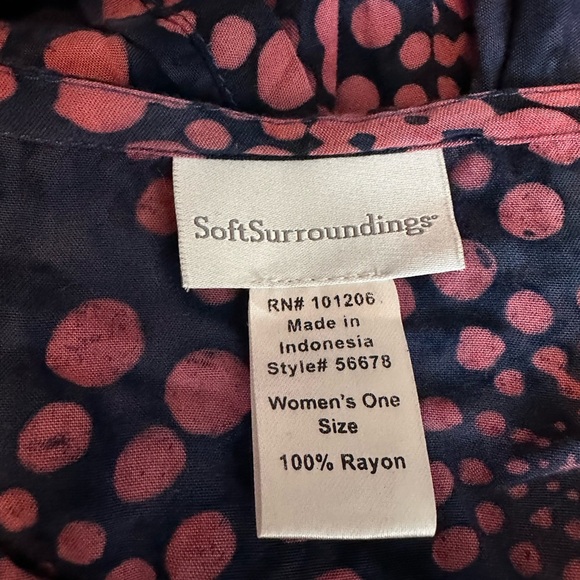 SoftSurroundings®
RN# 101206
Made in
Indonesia
Style# 56678
Women's One
Size
100% Rayon